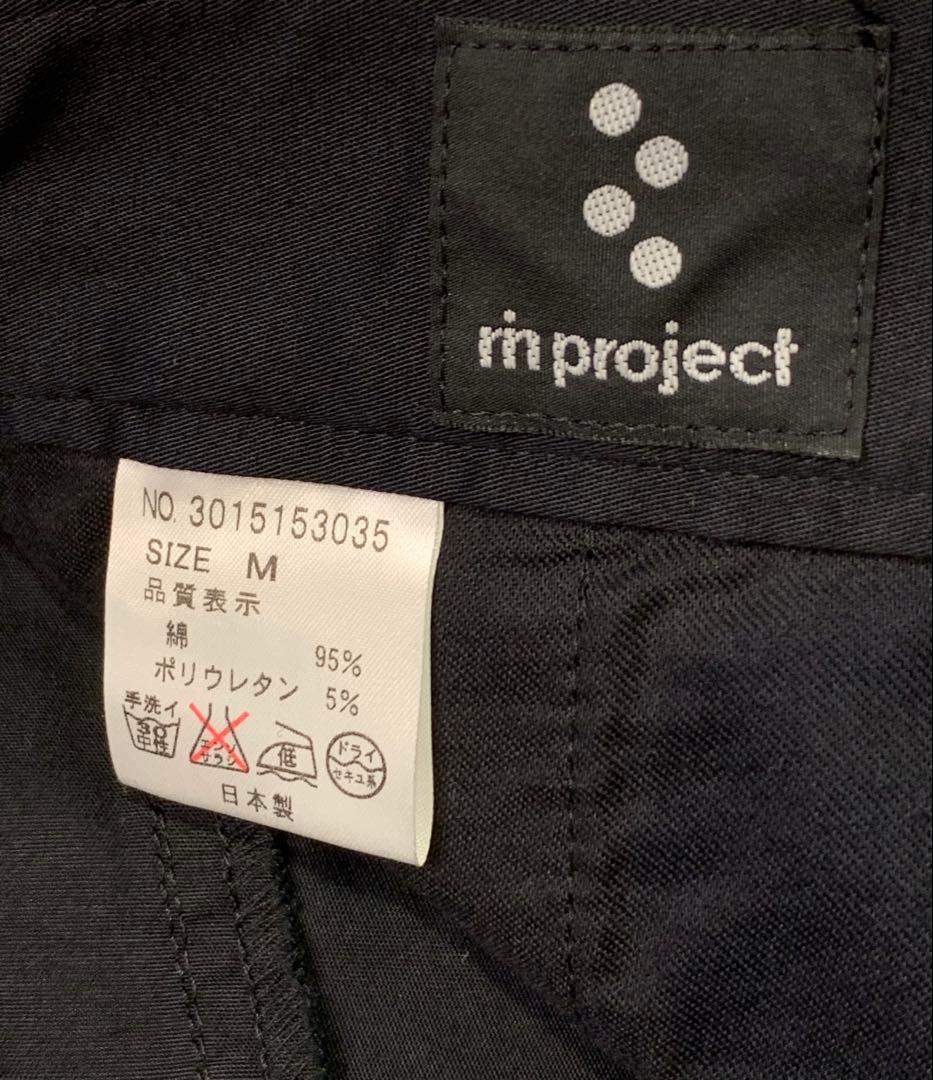 rin project
NO. 3015153035
SIZE M
品質表示
綿 95%
ポリウレタン 5%
手洗イ
30
中性
エンソ
サラシ
低
ドライ
セキユ系
日本製